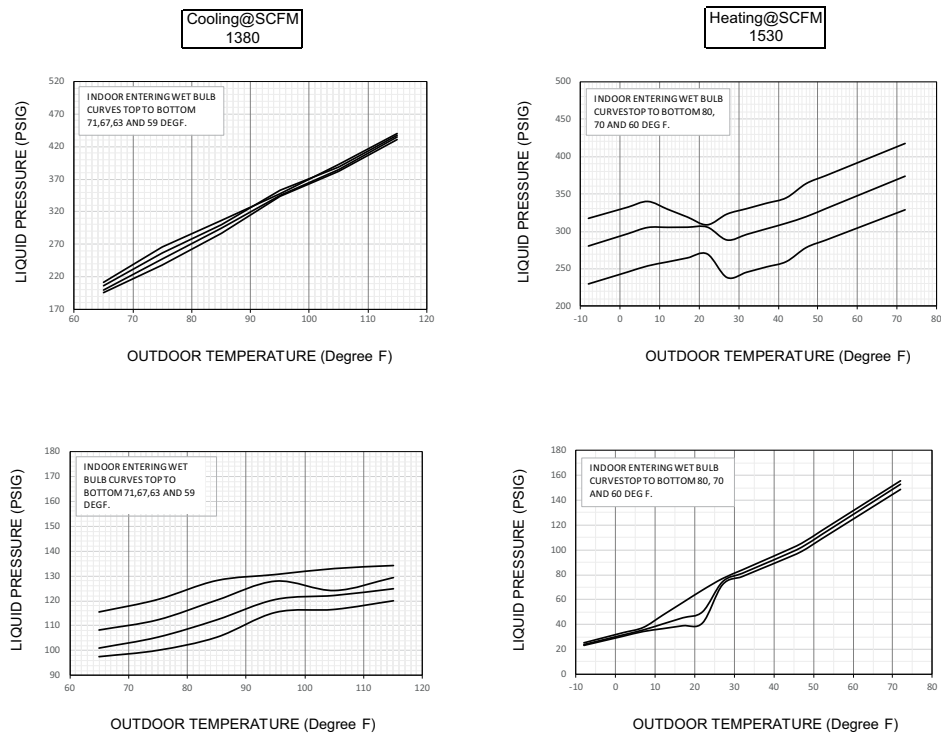 Cooling@SCFM
1380
Heating@SCFM
1530
LIQUID PRESSURE (PSIG)
520
470
420
370
320
270
220
170
INDOOR ENTERING WET BULB
CURVES TOP TO BOTTOM
71,67,63 AND 59 DEGF.
60 70 80 90 100 110 120
OUTDOOR TEMPERATURE (Degree F)
LIQUID PRESSURE (PSIG)
500
450
400
350
300
250
200
INDOOR ENTERING WET BULB
CURVESTOP TO BOTTOM 80,
70 and 60 DEG F.
-10 0 10 20 30 40 50 60 70 80
OUTDOOR TEMPERATURE (Degree F)
LIQUID PRESSURE (PSIG)
180
170
160
150
140
130
120
110
100
90
INDOOR ENTERING WET
BULB CURVES TOP TO
BOTTOM 71,67,63 AND 59
DEGF.
60 70 80 90 100 110 120
OUTDOOR TEMPERATURE (Degree F)
LIQUID PRESSURE (PSIG)
180
160
140
120
100
80
60
40
20
0
INDOOR ENTERING WET BULB
CURVESTOP TO BOTTOM 80, 70
AND 60 DEG F.
-10 0 10 20 30 40 50 60 70 80
OUTDOOR TEMPERATURE (Degree F)